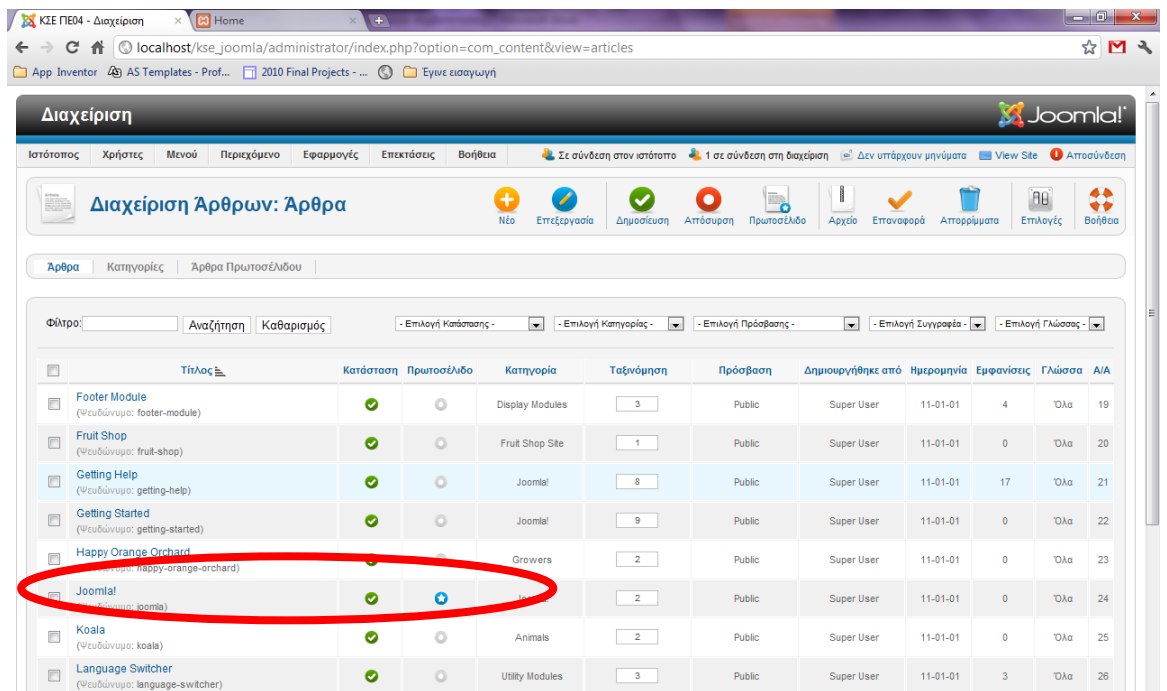 ΚΣΕ ΠΕ04 - Διαχείριση
Home
localhost/kse_joomla/administrator/index.php?option=com_content&view=articles
App Inventor AS Templates - Prof... 2010 Final Projects - ... Έγινε εισαγωγή
Διαχείριση Joomla!
Ιστότοπος Χρήστες Μενού Περιεχόμενο Εφαρμογές Επεκτάσεις Βοήθεια Σε σύνδεση στον ιστότοπο 1 σε σύνδεση στη διαχείριση Δεν υπάρχουν μηνύματα View Site Αποσύνδεση
Διαχείριση Άρθρων: Άρθρα
Νέο Επεξεργασία Δημοσίευση Απόσυρση Πρωτοσέλιδο Αρχείο Επαναφορά Απορρίμματα Επιλογές Βοήθεια
Άρθρα Κατηγορίες Άρθρα Πρωτοσέλιδου
Φίλτρο: Αναζήτηση Καθαρισμός - Επιλογή Κατάστασης - - Επιλογή Κατηγορίας - - Επιλογή Πρόσβασης - - Επιλογή Συγγραφέα - - Επιλογή Γλώσσας -
Τίτλος Κατάσταση Πρωτοσέλιδο Κατηγορία Ταξινόμηση Πρόσβαση Δημιουργήθηκε από Ημερομηνία Εμφανίσεις Γλώσσα Α/Α
Footer Module Display Modules 3 Public Super User 11-01-01 4 Όλα 19
(Ψευδώνυμο: footer-module)
Fruit Shop Fruit Shop Site 1 Public Super User 11-01-01 0 Όλα 20
(Ψευδώνυμο: fruit-shop)
Getting Help Joomla! 8 Public Super User 11-01-01 17 Όλα 21
(Ψευδώνυμο: getting-help)
Getting Started Joomla! 9 Public Super User 11-01-01 0 Όλα 22
(Ψευδώνυμο: getting-started)
Happy Orange Orchard Growers 2 Public Super User 11-01-01 0 Όλα 23
happy-orange-orchard)
Joomla! 2 Public Super User 11-01-01 0 Όλα 24
joomla)
Koala Animals 2 Public Super User 11-01-01 0 Όλα 25
(Ψευδώνυμο: koala)
Language Switcher Utility Modules 3 Public Super User 11-01-01 3 Όλα 26
(Ψευδώνυμο: language-switcher)